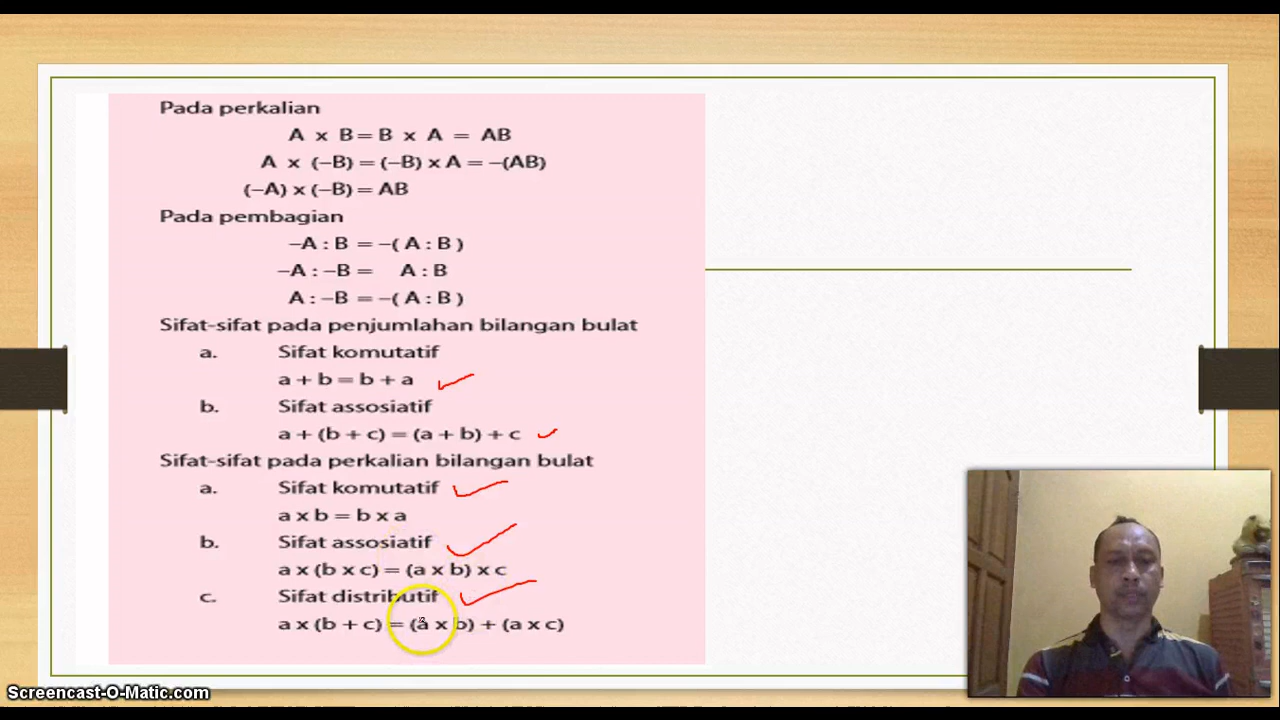 Pada perkalian
A x B = B x A = AB
A x (−B) = (−B) x A = −(AB)
(−A) x (−B) = AB
Pada pembagian
−A : B = −( A : B )
−A : −B = A : B
A : −B = −( A : B )
Sifat-sifat pada penjumlahan bilangan bulat
a. Sifat komutatif
a + b = b + a
b. Sifat assosiatif
a + (b + c) = (a + b) + c
Sifat-sifat pada perkalian bilangan bulat
a. Sifat komutatif
a x b = b x a
b. Sifat assosiatif
a x (b x c) = (a x b) x c
c. Sifat distributif
a x (b + c) = (a x b) + (a x c)
Screencast-O-Matic.com